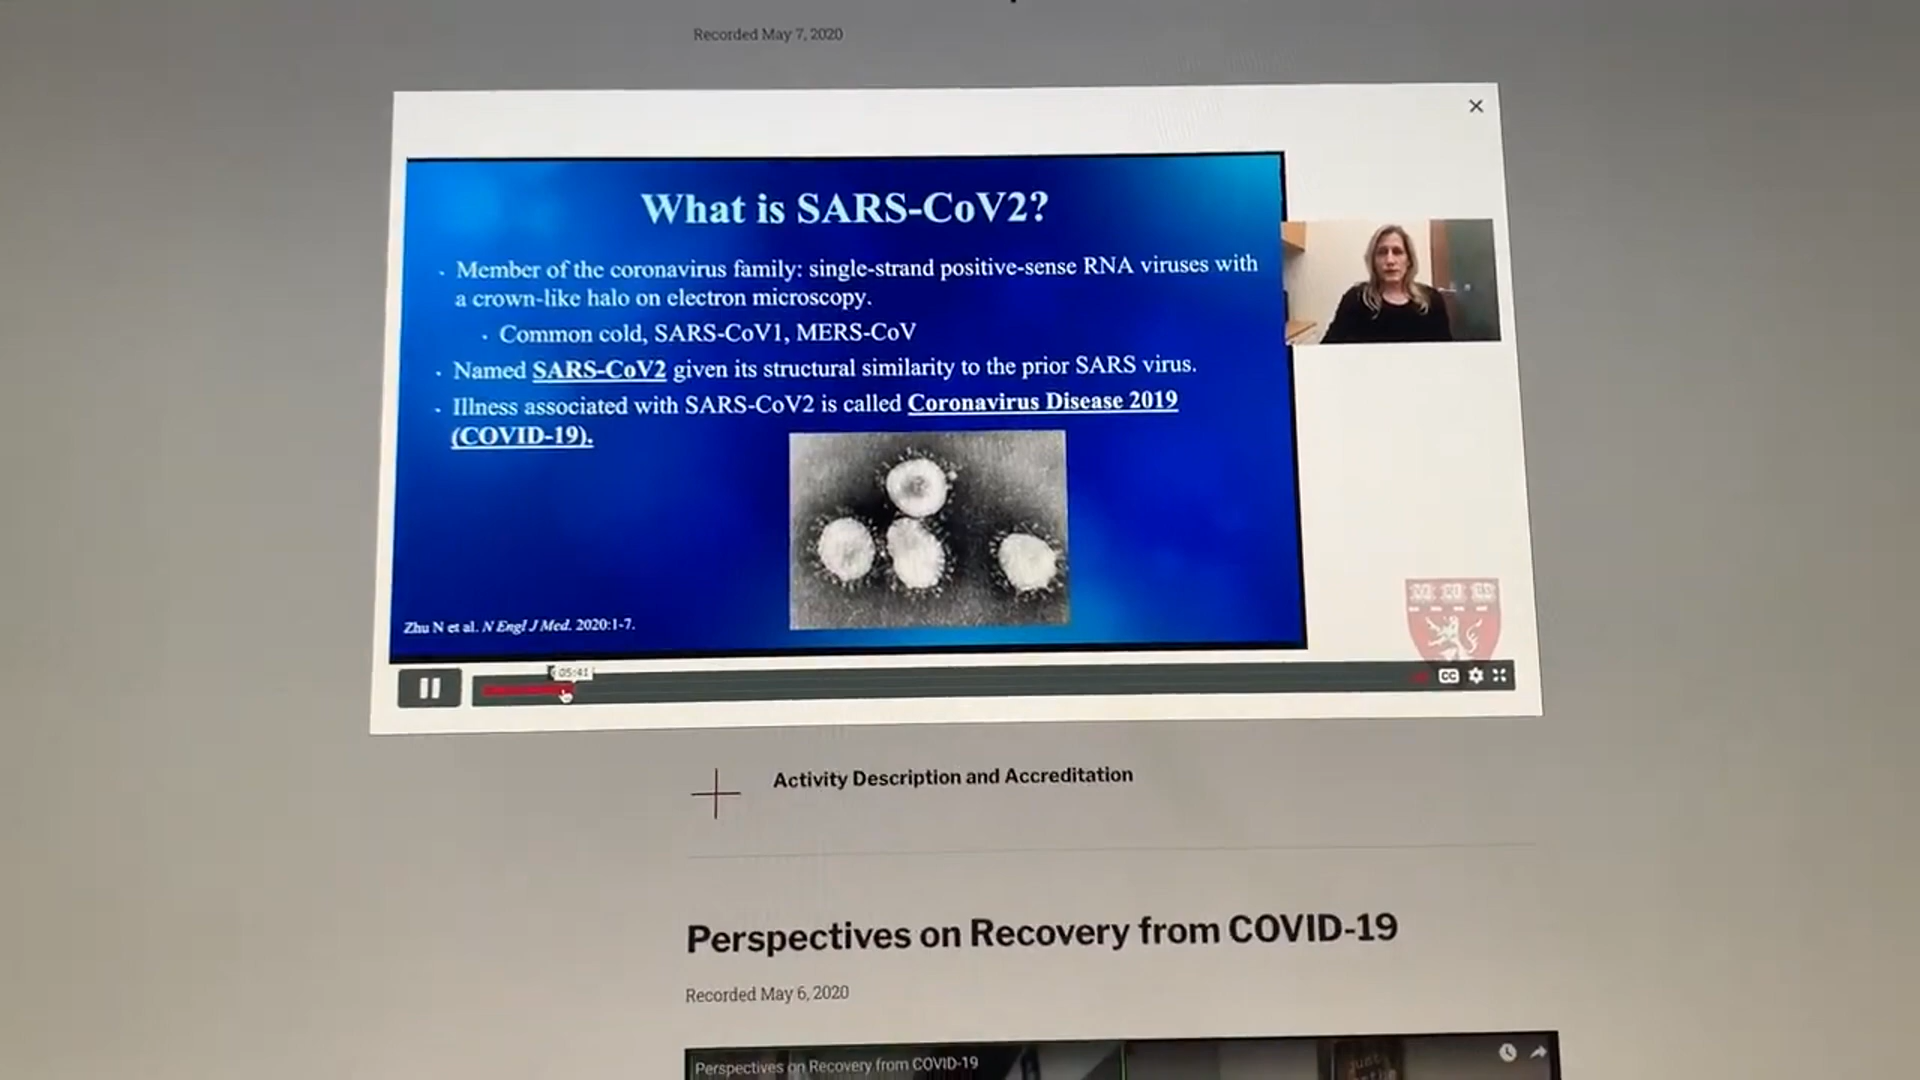 Recorded May 7, 2020
What is SARS-CoV2?
Member of the coronavirus family: single-strand positive-sense RNA viruses with
a crown-like halo on electron microscopy.
Common cold, SARS-CoV1, MERS-CoV
Named SARS-CoV2 given its structural similarity to the prior SARS virus.
Illness associated with SARS-CoV2 is called Coronavirus Disease 2019
(COVID-19).
Zhu N et al. N Engl J Med. 2020:1-7.
05:41
CC
Activity Description and Accreditation
Perspectives on Recovery from COVID-19
Recorded May 6, 2020
Perspectives on Recovery from COVID-19